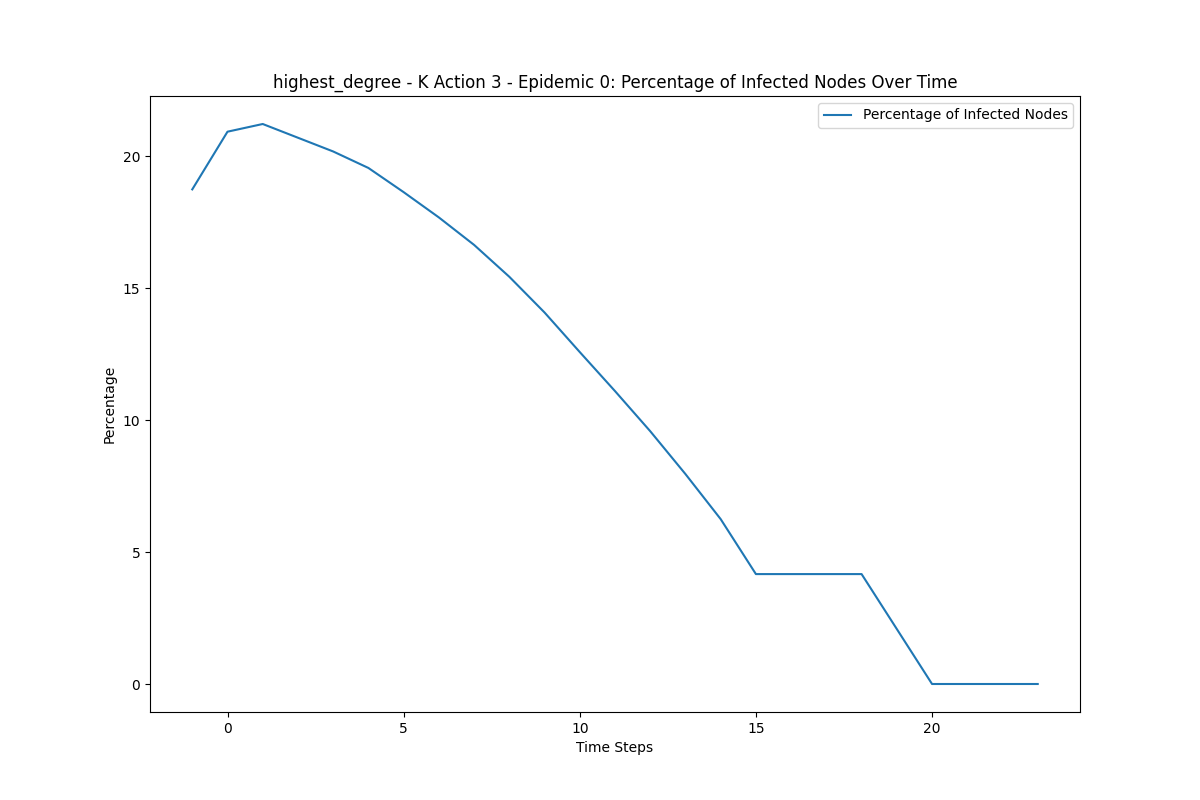 highest_degree - K Action 3 - Epidemic 0: Percentage of Infected Nodes Over Time
Percentage of Infected Nodes
20
15
10
5
0
Percentage
0 5 10 15 20
Time Steps